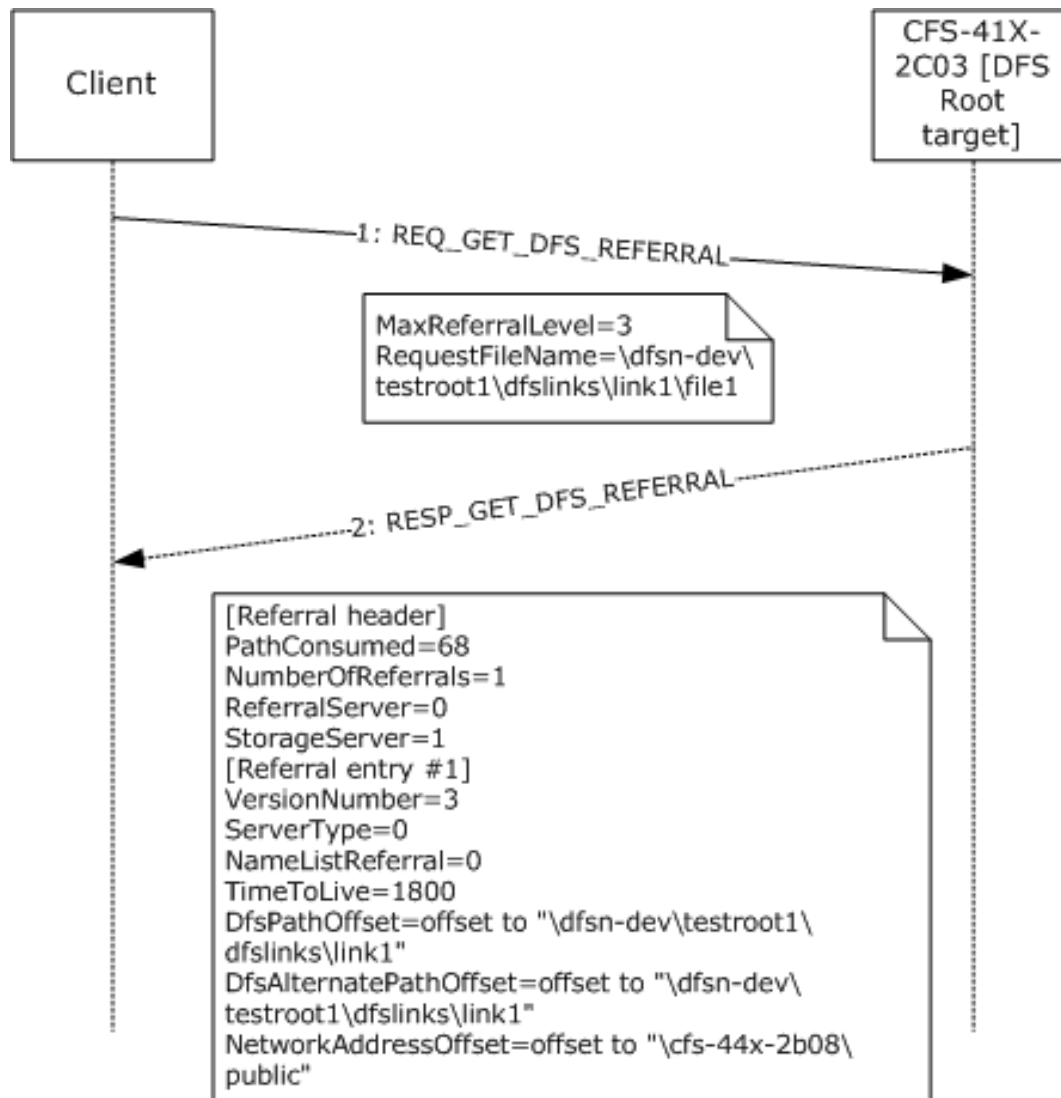 Client
CFS-41X-
2C03 [DFS
Root
target]
1: REQ_GET_DFS_REFERRAL
MaxReferralLevel=3
RequestFileName=\dfsn-dev\
testroot1\dfslinks\link1\file1
2: RESP_GET_DFS_REFERRAL
[Referral header]
PathConsumed=68
NumberOfReferrals=1
ReferralServer=0
StorageServer=1
[Referral entry #1]
VersionNumber=3
ServerType=0
NameListReferral=0
TimeToLive=1800
DfsPathOffset=offset to "\dfsn-dev\testroot1\
dfslinks\link1"
DfsAlternatePathOffset=offset to "\dfsn-dev\
testroot1\dfslinks\link1"
NetworkAddressOffset=offset to "\cfs-44x-2b08\
public"